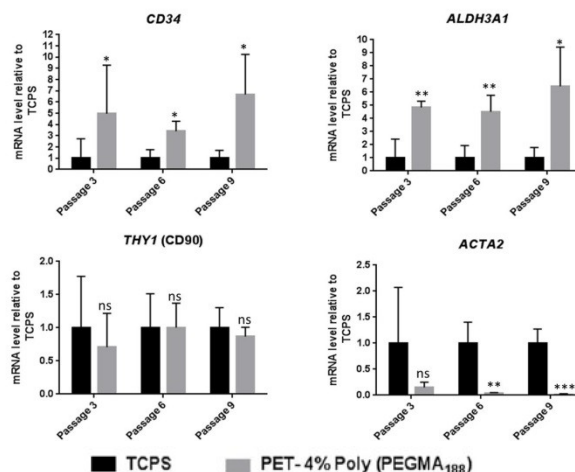 CD34
mRNA level relative to
TCPS
12
11
10
9
8
7
6
5
4
3
2
1
0
*
*
*
Passage 3
Passage 6
Passage 9
ALDH3A1
mRNA level relative to
TCPS
10
9
8
7
6
5
4
3
2
1
0
**
**
*
Passage 3
Passage 6
Passage 9
THY1 (CD90)
mRNA level relative to
TCPS
2.0
1.5
1.0
0.5
0.0
ns
ns
ns
Passage 3
Passage 6
Passage 9
ACTA2
mRNA level relative to
TCPS
2.5
2.0
1.5
1.0
0.5
0.0
ns
**
***
Passage 3
Passage 6
Passage 9
TCPS
PET- 4% Poly (PEGMA₁₈₈)